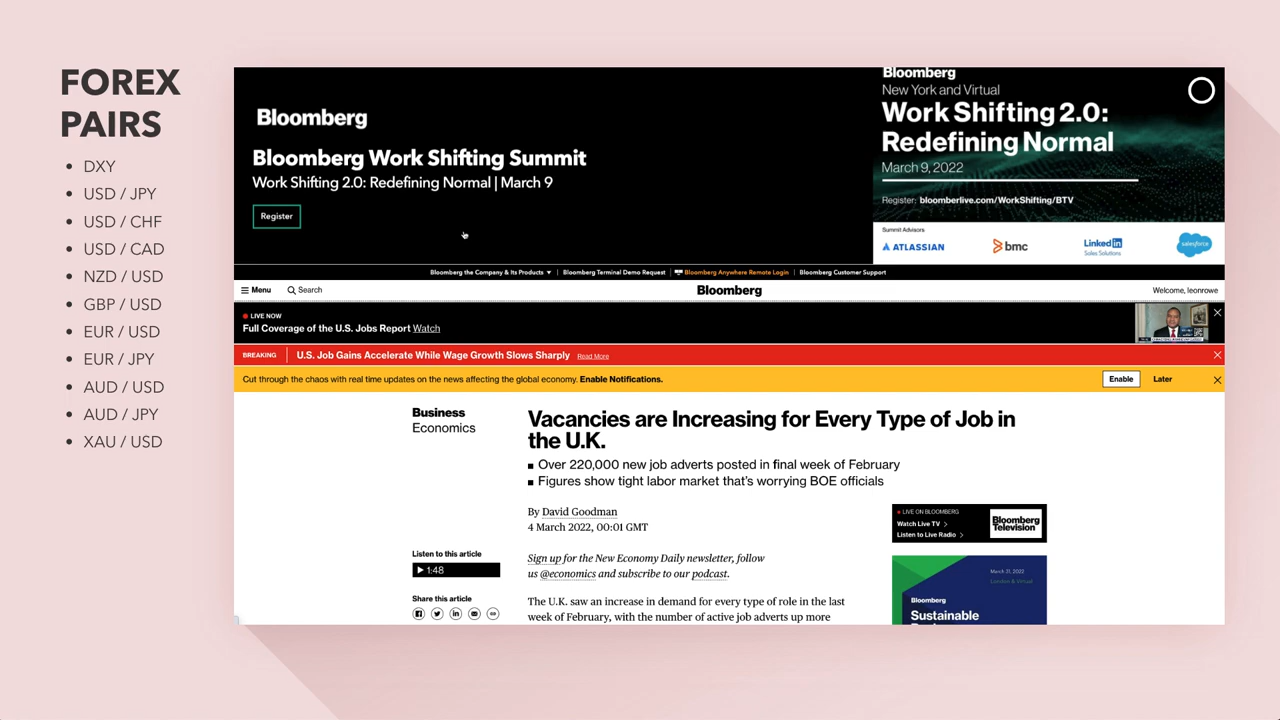 FOREX
PAIRS
DXY
USD / JPY
USD / CHF
USD / CAD
NZD / USD
GBP / USD
EUR / USD
EUR / JPY
AUD / USD
AUD / JPY
XAU / USD
Bloomberg
Bloomberg Work Shifting Summit
Work Shifting 2.0: Redefining Normal | March 9
Register
Bloomberg
New York and Virtual
Work Shifting 2.0:
Redefining Normal
March 9, 2022
Register: bloomberlive.com/WorkShifting/BTV
Summit Advisors
ATLASSIAN
bmc
LinkedIn
Sales Solutions
salesforce
Bloomberg the Company & Its Products
Bloomberg Terminal Demo Request
Bloomberg Anywhere Remote Login
Bloomberg Customer Support
Menu
Search
Bloomberg
Welcome, leonrowe
LIVE NOW
Full Coverage of the U.S. Jobs Report Watch
BREAKING
U.S. Job Gains Accelerate While Wage Growth Slows Sharply Read More
Cut through the chaos with real time updates on the news affecting the global economy. Enable Notifications.
Enable
Later
Business
Economics
Vacancies are Increasing for Every Type of Job in
the U.K.
Over 220,000 new job adverts posted in final week of February
Figures show tight labor market that's worrying BOE officials
By David Goodman
4 March 2022, 00:01 GMT
LIVE ON BLOOMBERG
Watch Live TV
Listen to Live Radio
Bloomberg
Television
Listen to this article
1:48
Share this article
Sign up for the New Economy Daily newsletter, follow
us @economics and subscribe to our podcast.
The U.K. saw an increase in demand for every type of role in the last
week of February, with the number of active job adverts up more
March 21, 2022
London & Virtual
Bloomberg
Sustainable